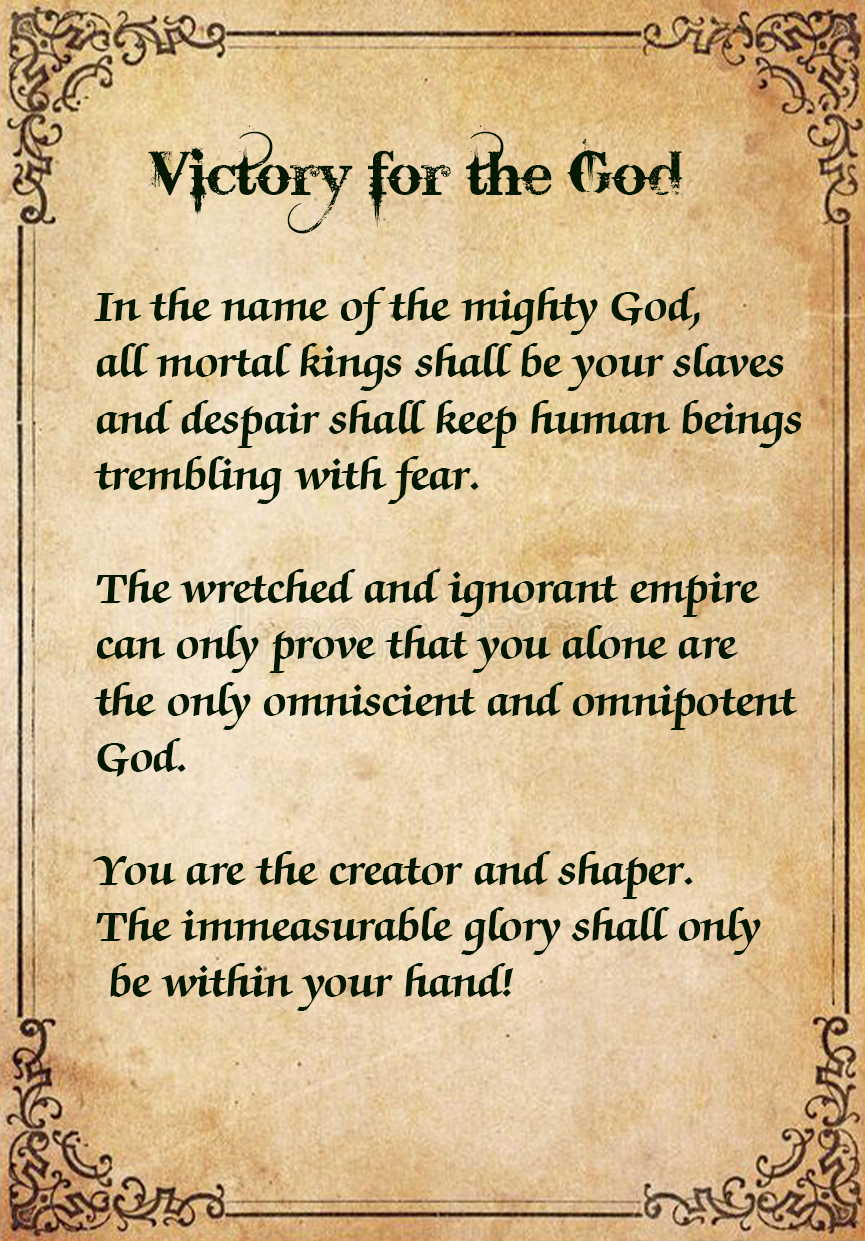 Victory for the God
In the name of the mighty God,
all mortal kings shall be your slaves
and despair shall keep human beings
trembling with fear.
The wretched and ignorant empire
can only prove that you alone are
the only omniscient and omnipotent
God.
You are the creator and shaper.
The immeasurable glory shall only
be within your hand!